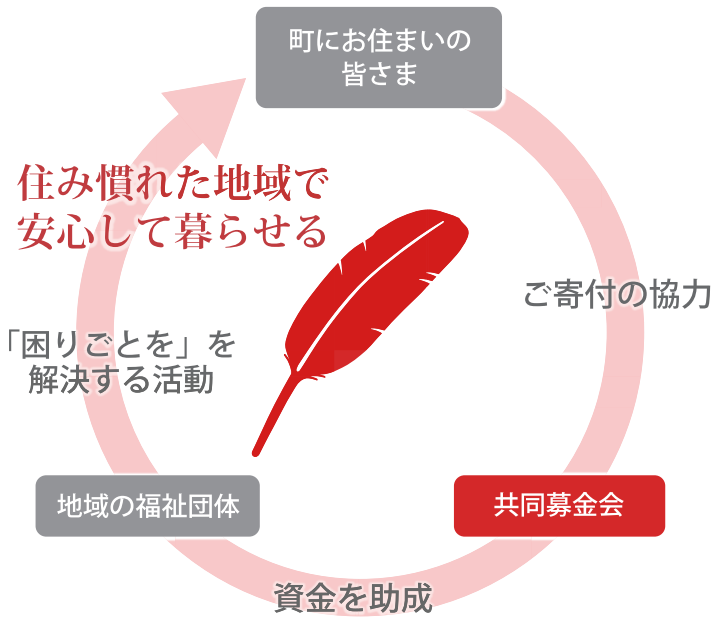 町にお住まいの
皆さま
住み慣れた地域で
安心して暮らせる
ご寄付の協力
「困りごとを」を
解決する活動
地域の福祉団体
共同募金会
資金を助成